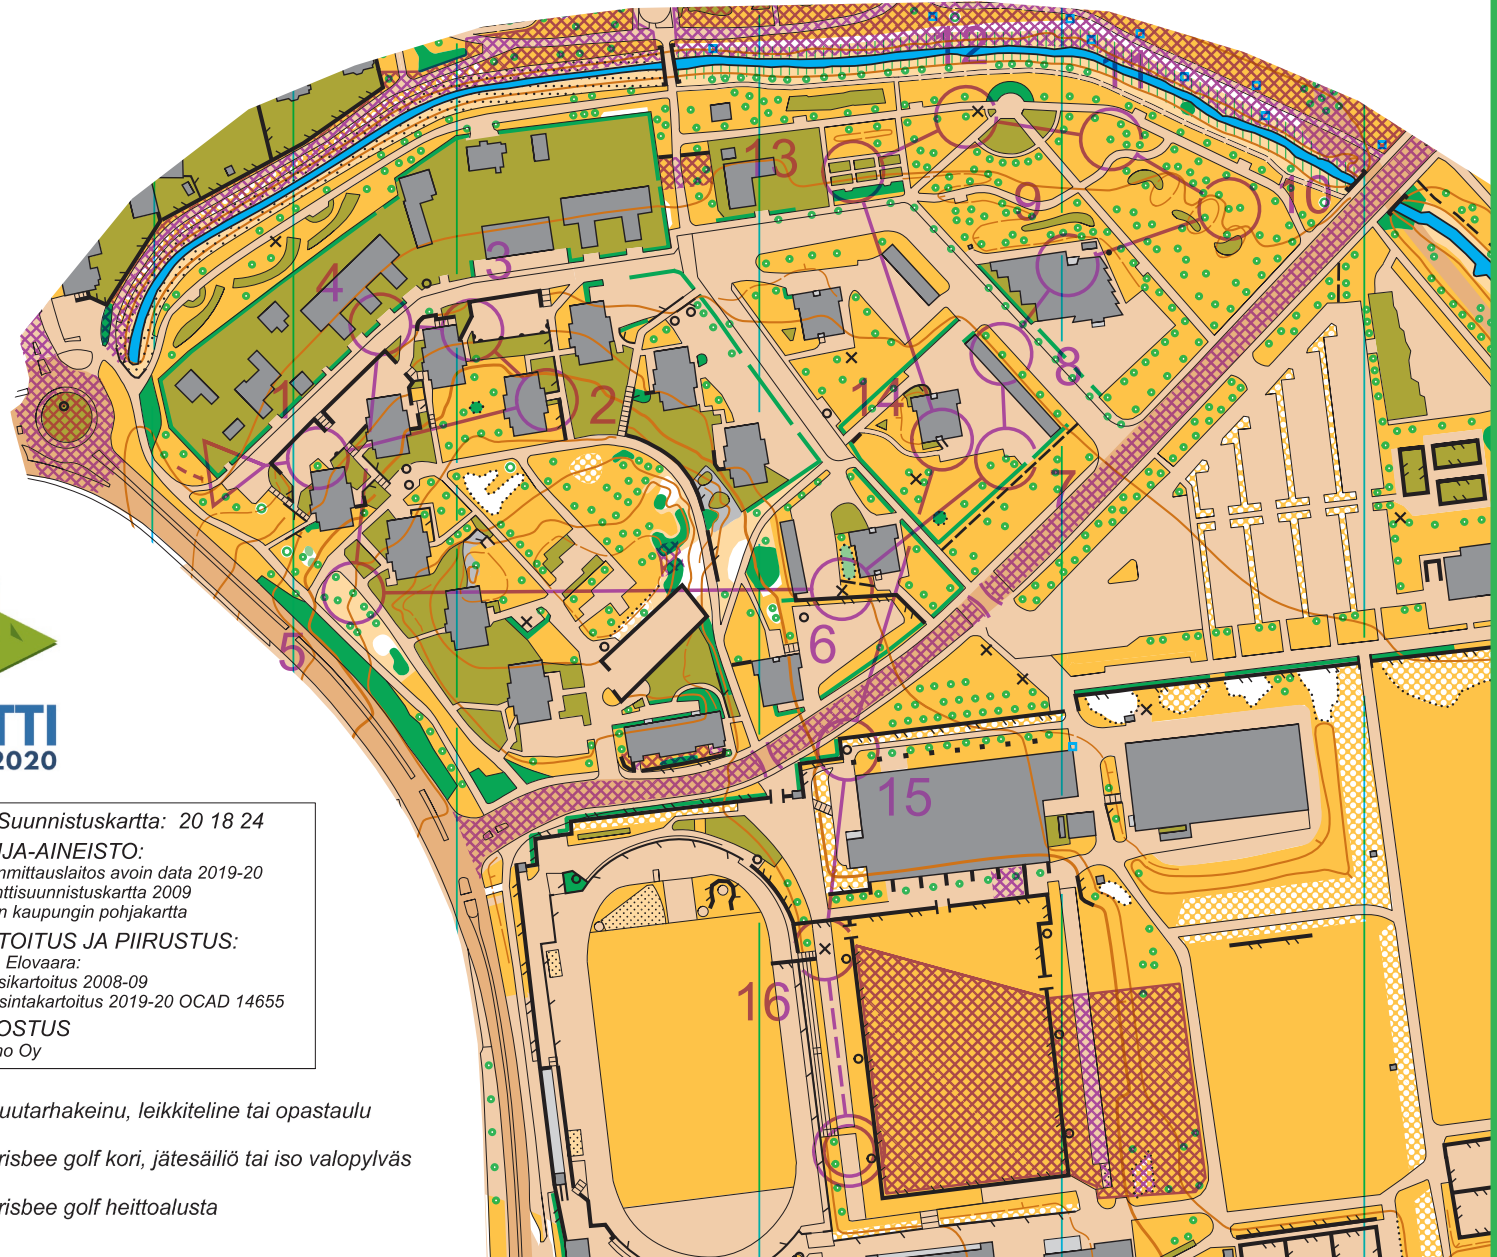 12
11
13
9
10
3
4
8
1
2
14
7
6
5
15
16
TTI
2020
Suunnistuskartta: 20 18 24
JA-AINEISTO:
nmittauslaitos avoin data 2019-20
ttisuunnistuskartta 2009
n kaupungin pohjakartta
TOITUS JA PIIRUSTUS:
Elovaara:
sikartoitus 2008-09
sintakartoitus 2019-20 OCAD 14655
OSTUS
no Oy
uutarhakeinu, leikkiteline tai opastaulu
risbee golf kori, jätesäiliö tai iso valopylväs
risbee golf heittoalusta